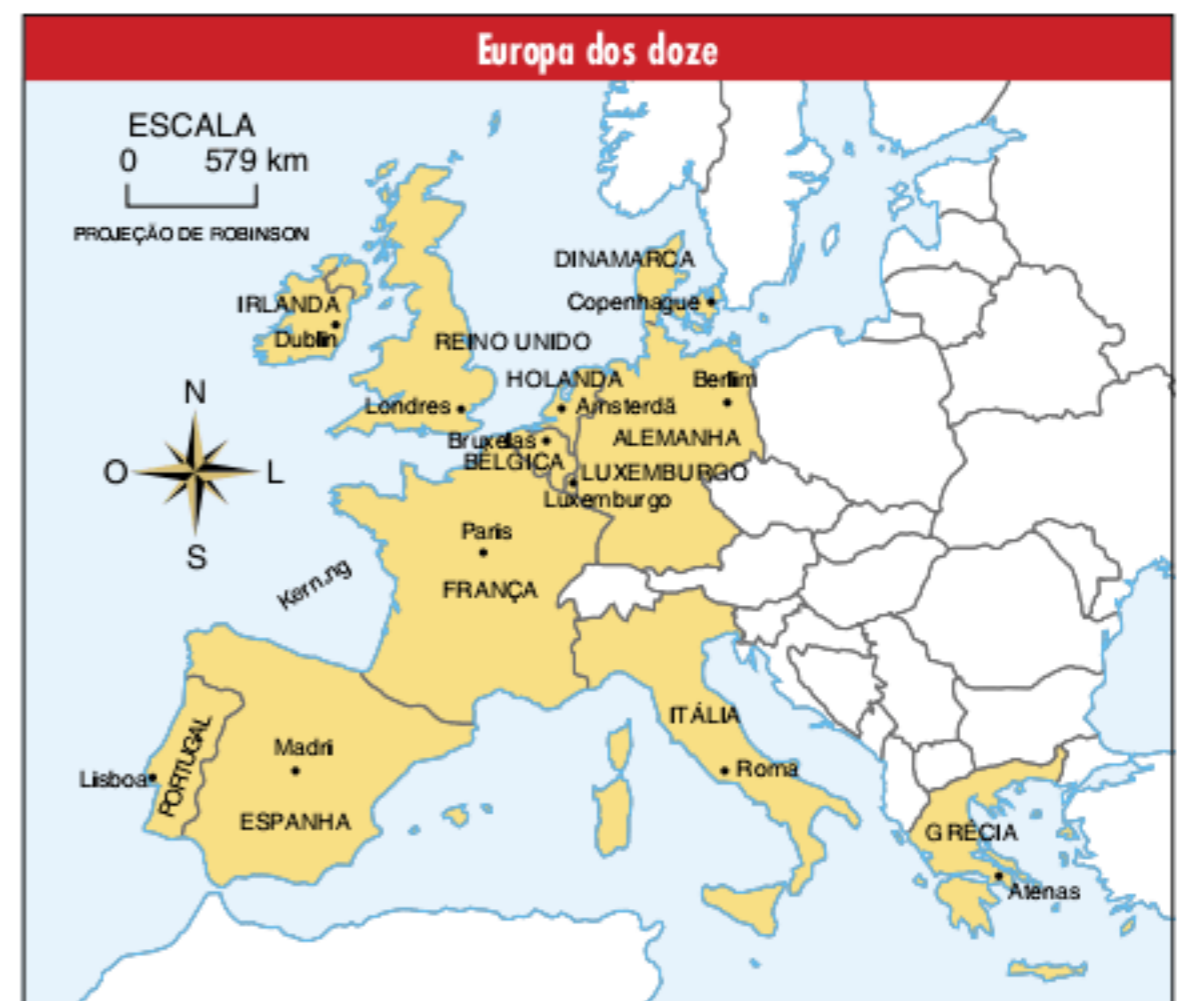 Europa dos doze
ESCALA
0 579 km
PROJEÇÃO DE ROBINSON
DINAMARCA
Copenhague
IRLANDA
Dublin
REINO UNIDO
HOLANDA
Berlim
N
Londres
Amsterdã
Bruxelas
ALEMANHA
BÉLGICA
O
L
LUXEMBURGO
Luxemburgo
Paris
S
Kern.ng
FRANÇA
ITÁLIA
Madri
PORTUGAL
Lisboa
Roma
ESPANHA
GRÉCIA
Atenas